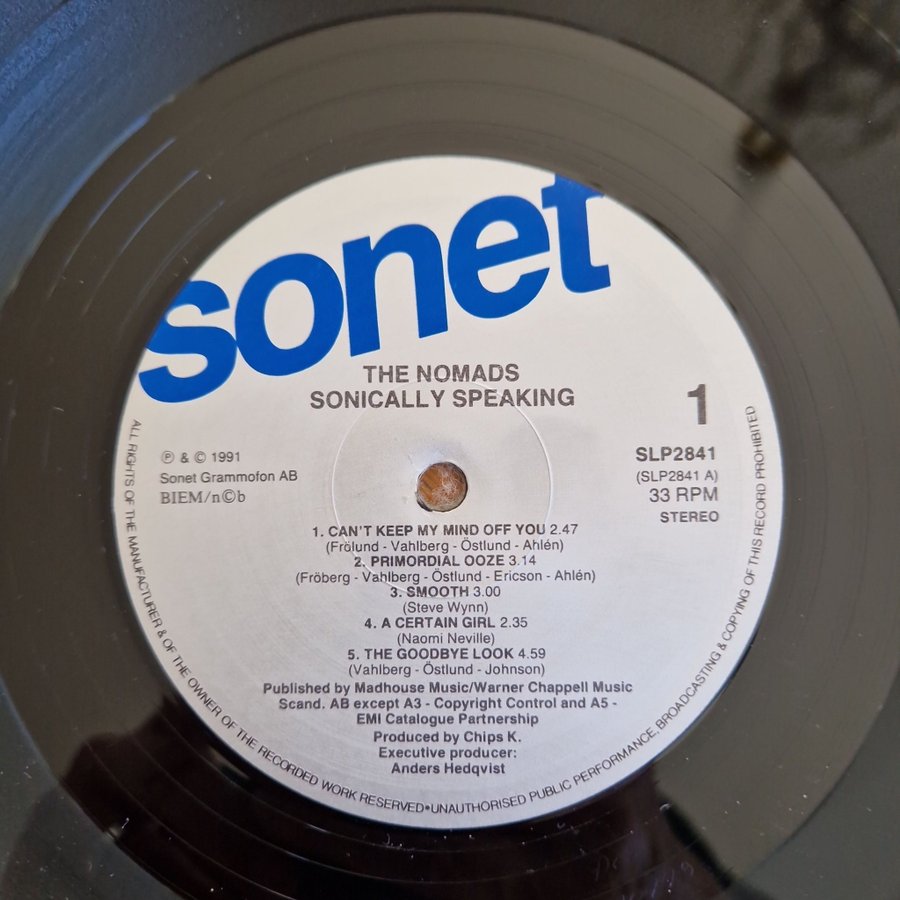 sonet
THE NOMADS
SONICALLY SPEAKING
1
℗ & © 1991
Sonet Grammofon AB
BIEM/n©b
SLP2841
(SLP2841 A)
33 RPM
STEREO
1. CAN'T KEEP MY MIND OFF YOU 2.47
(Frölund - Vahlberg - Östlund - Ahlén)
2. PRIMORDIAL OOZE 3.14
(Fröberg - Vahlberg - Östlund - Ericson - Ahlén)
3. SMOOTH 3.00
(Steve Wynn)
4. A CERTAIN GIRL 2.35
(Naomi Neville)
5. THE GOODBYE LOOK 4.59
(Vahlberg - Östlund - Johnson)
Published by Madhouse Music/Warner Chappell Music
Scand. AB except A3 - Copyright Control and A5 -
EMI Catalogue Partnership
Produced by Chips K.
Executive producer:
Anders Hedqvist
ALL RIGHTS OF THE MANUFACTURER & OF THE OWNER OF THE RECORDED WORK RESERVED•UNAUTHORISED PUBLIC PERFORMANCE, BROADCASTING & COPYING OF THIS RECORD PROHIBITED